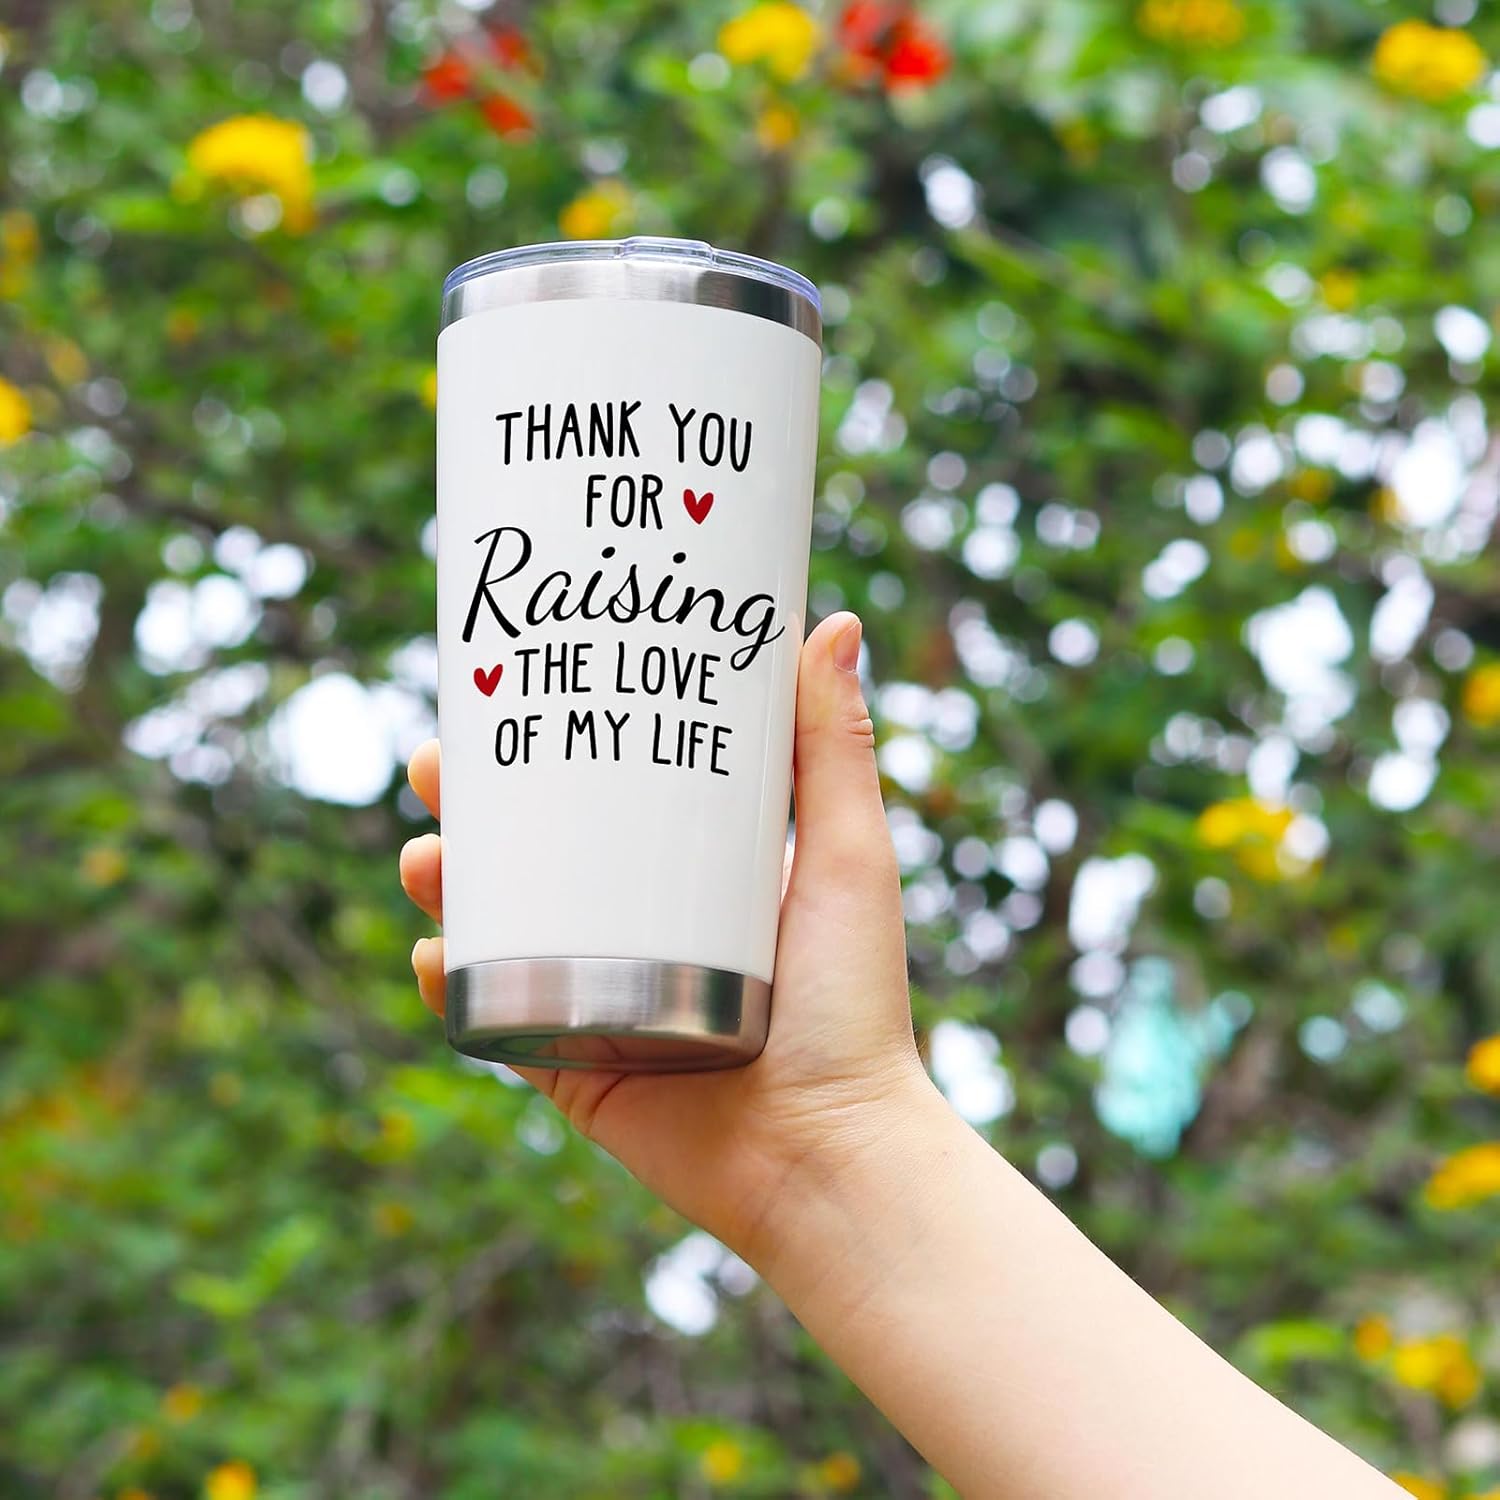 THANK YOU
FOR
Raising
THE LOVE
OF MY LIFE